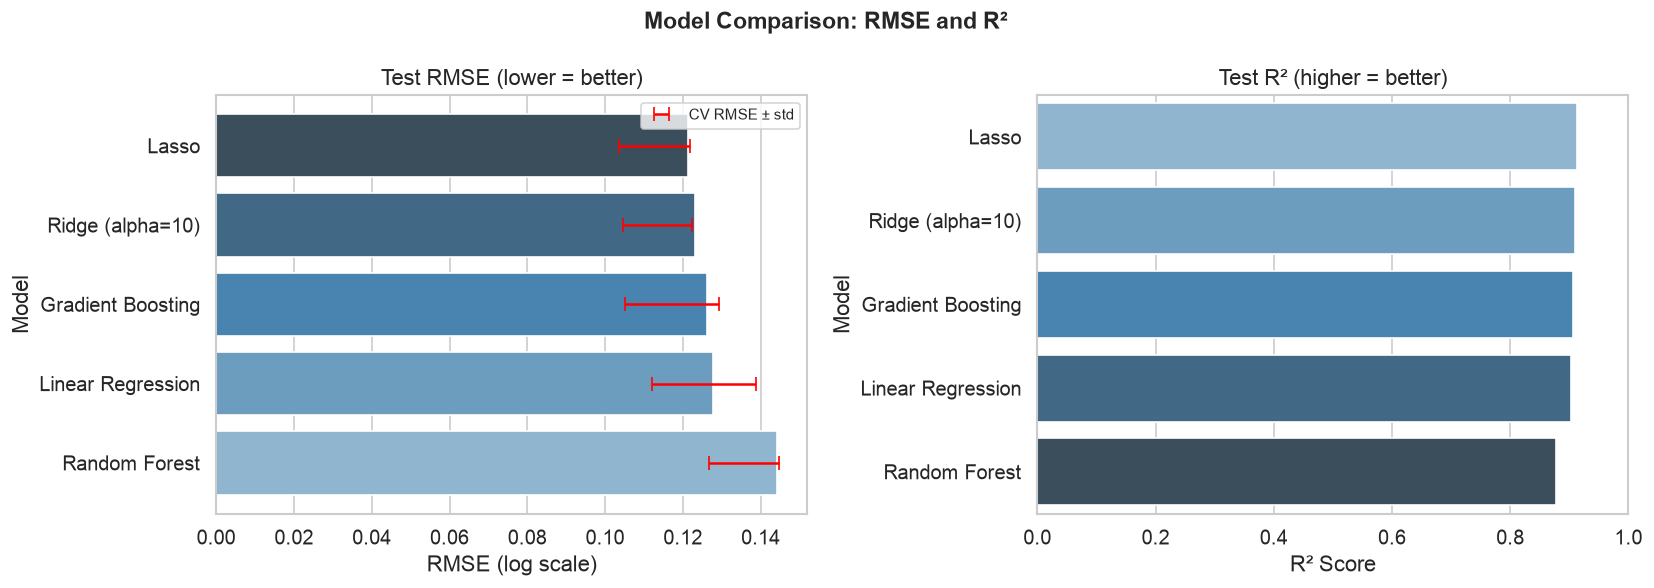 Model Comparison: RMSE and R²
Test RMSE (lower = better)
CV RMSE ± std
Model
Lasso
Ridge (alpha=10)
Gradient Boosting
Linear Regression
Random Forest
0.00 0.02 0.04 0.06 0.08 0.10 0.12 0.14
RMSE (log scale)
Test R² (higher = better)
Model
Lasso
Ridge (alpha=10)
Gradient Boosting
Linear Regression
Random Forest
0.0 0.2 0.4 0.6 0.8 1.0
R² Score